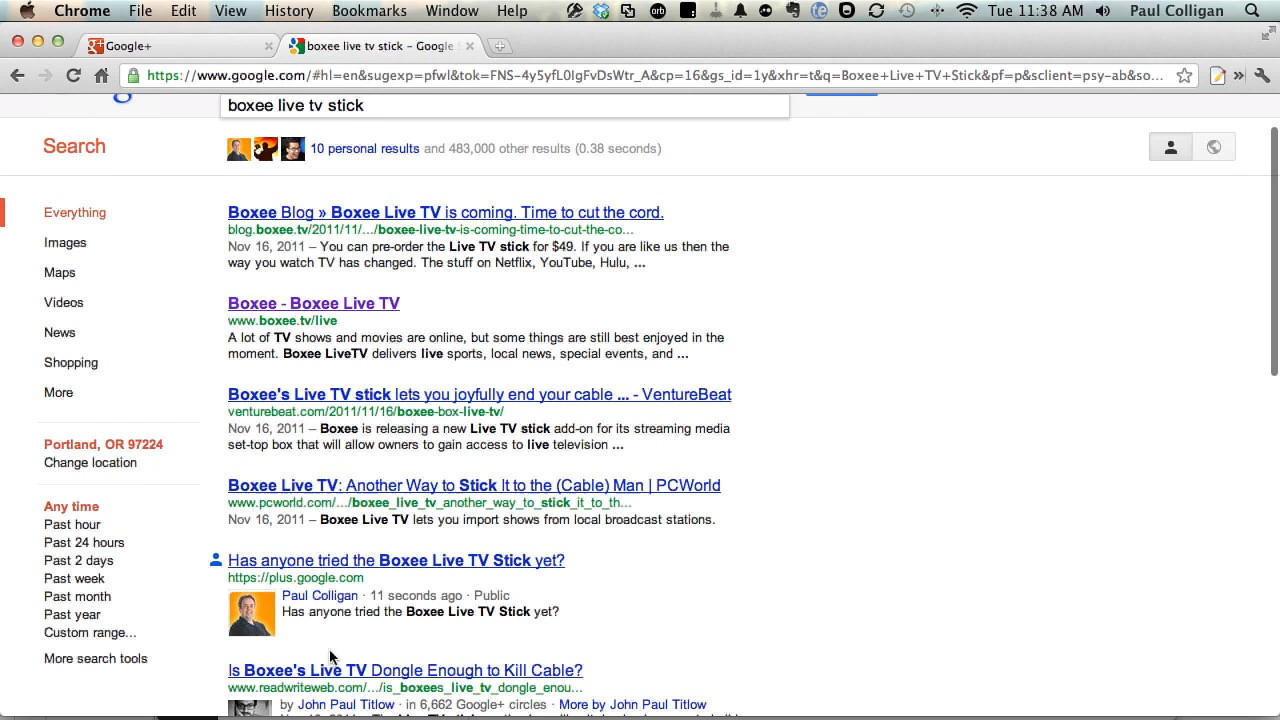 Chrome File Edit View History Bookmarks Window Help orb Tue 11:38 AM Paul Colligan
Google+ boxee live tv stick - Google
https://www.google.com/#hl=en&sugexp=pfwl&tok=FNS-4y5yfL0lgFvDsWtr_A&cp=16&gs_id=1y&xhr=t&q=Boxee+Live+TV+Stick&pf=p&sclient=psy-ab&so...
boxee live tv stick
Search
10 personal results and 483,000 other results (0.38 seconds)
Everything
Images
Maps
Videos
News
Shopping
More
Portland, OR 97224
Change location
Any time
Past hour
Past 24 hours
Past 2 days
Past week
Past month
Past year
Custom range...
More search tools
Boxee Blog » Boxee Live TV is coming. Time to cut the cord.
blog.boxee.tv/2011/11/.../boxee-live-tv-is-coming-time-to-cut-the-co...
Nov 16, 2011 – You can pre-order the Live TV stick for $49. If you are like us then the
way you watch TV has changed. The stuff on Netflix, YouTube, Hulu, ...
Boxee - Boxee Live TV
www.boxee.tv/live
A lot of TV shows and movies are online, but some things are still best enjoyed in the
moment. Boxee LiveTV delivers live sports, local news, special events, and ...
Boxee's Live TV stick lets you joyfully end your cable ... - VentureBeat
venturebeat.com/2011/11/16/boxee-box-live-tv/
Nov 16, 2011 – Boxee is releasing a new Live TV stick add-on for its streaming media
set-top box that will allow owners to gain access to live television ...
Boxee Live TV: Another Way to Stick It to the (Cable) Man | PCWorld
www.pcworld.com/.../boxee_live_tv_another_way_to_stick_it_to_th...
Nov 16, 2011 – Boxee Live TV lets you import shows from local broadcast stations.
Has anyone tried the Boxee Live TV Stick yet?
https://plus.google.com
Paul Colligan · 11 seconds ago · Public
Has anyone tried the Boxee Live TV Stick yet?
Is Boxee's Live TV Dongle Enough to Kill Cable?
www.readwriteweb.com/.../is_boxees_live_tv_dongle_enou...
by John Paul Titlow · in 6,662 Google+ circles · More by John Paul Titlow